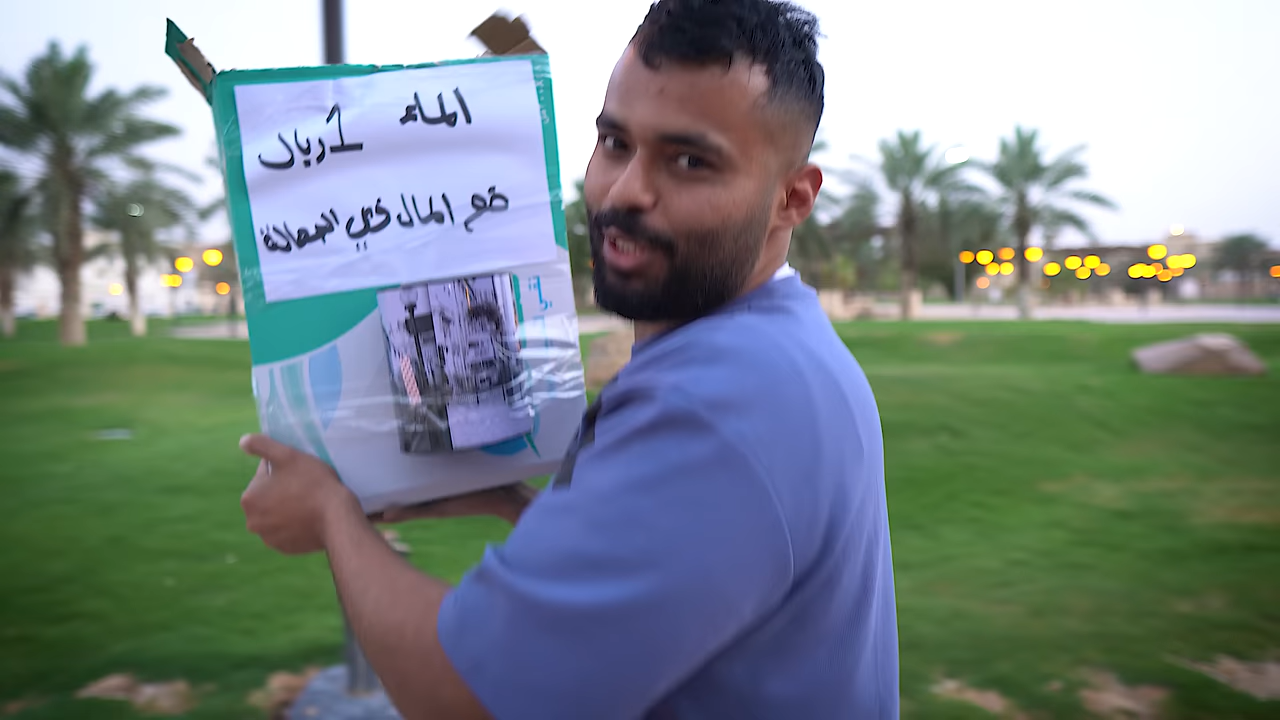 الماء 1 ريال
ضع المال في الحصالة